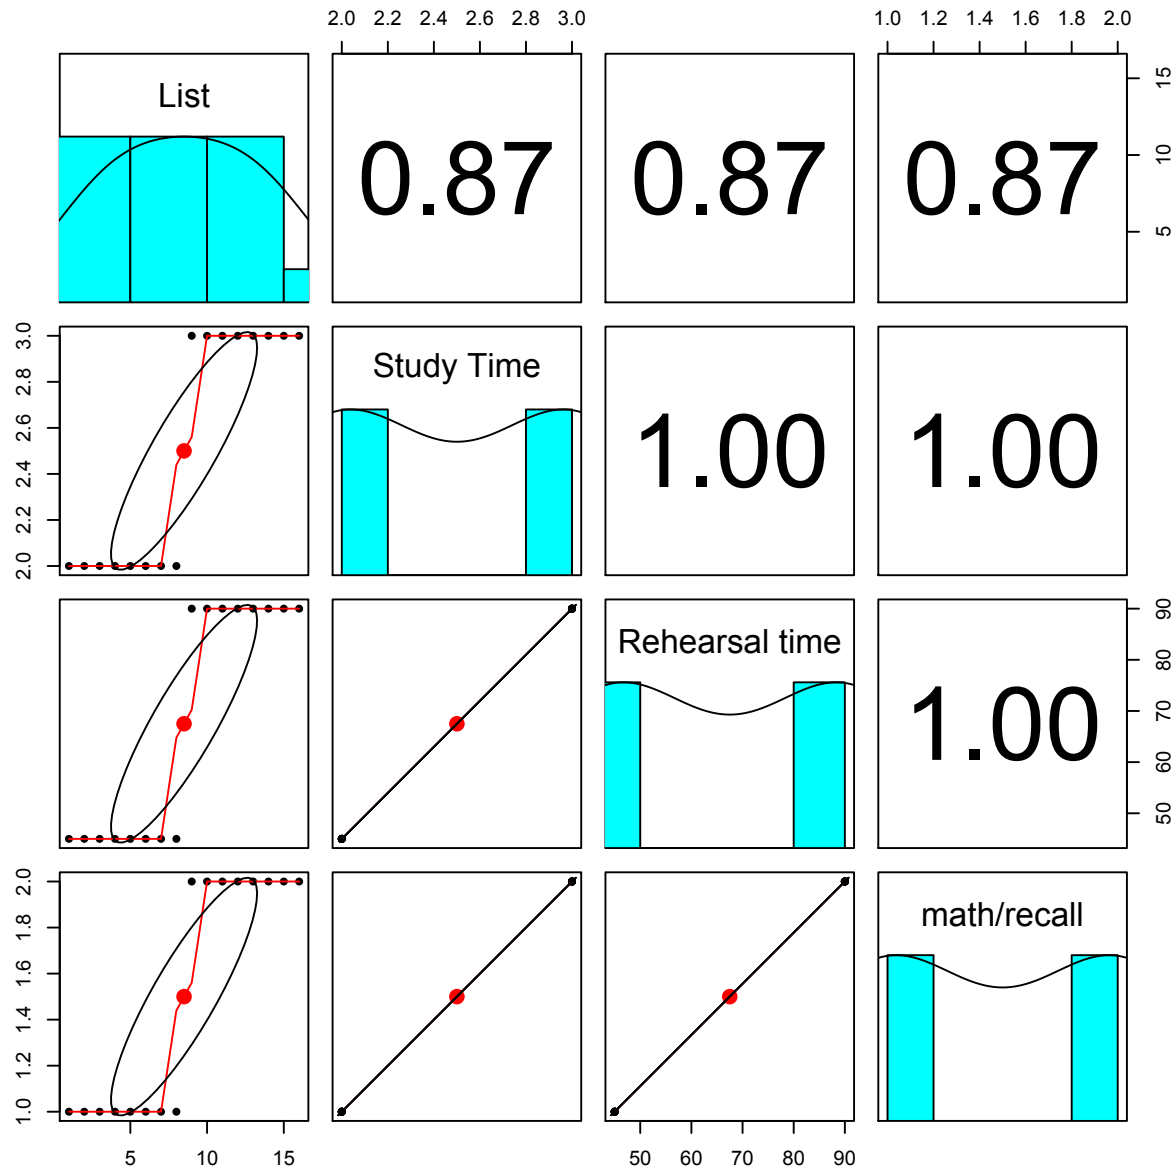 2.0 2.2 2.4 2.6 2.8 3.0 1.0 1.2 1.4 1.6 1.8 2.0
List 0.87 0.87 0.87
5 10 15
2.0 2.2 2.4 2.6 2.8 3.0
Study Time 1.00 1.00
Rehearsal time 1.00
50 60 70 80 90
1.0 1.2 1.4 1.6 1.8 2.0
math/recall
5 10 15 50 60 70 80 90